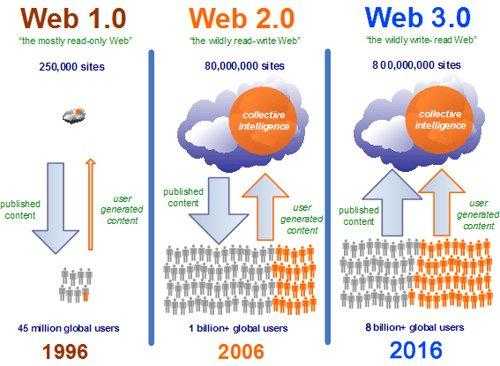 Web 1.0
"the mostly read-only Web"
250,000 sites
published
content
user
generated
content
45 million global users
1996
Web 2.0
"the wildly read-write Web"
80,000,000 sites
collective
intelligence
published
content
user
generated
content
1 billion+ global users
2006
Web 3.0
"the wildly write-read Web"
800,000,000 sites
collective
intelligence
published
content
user
generated
content
8 billion+ global users
2016